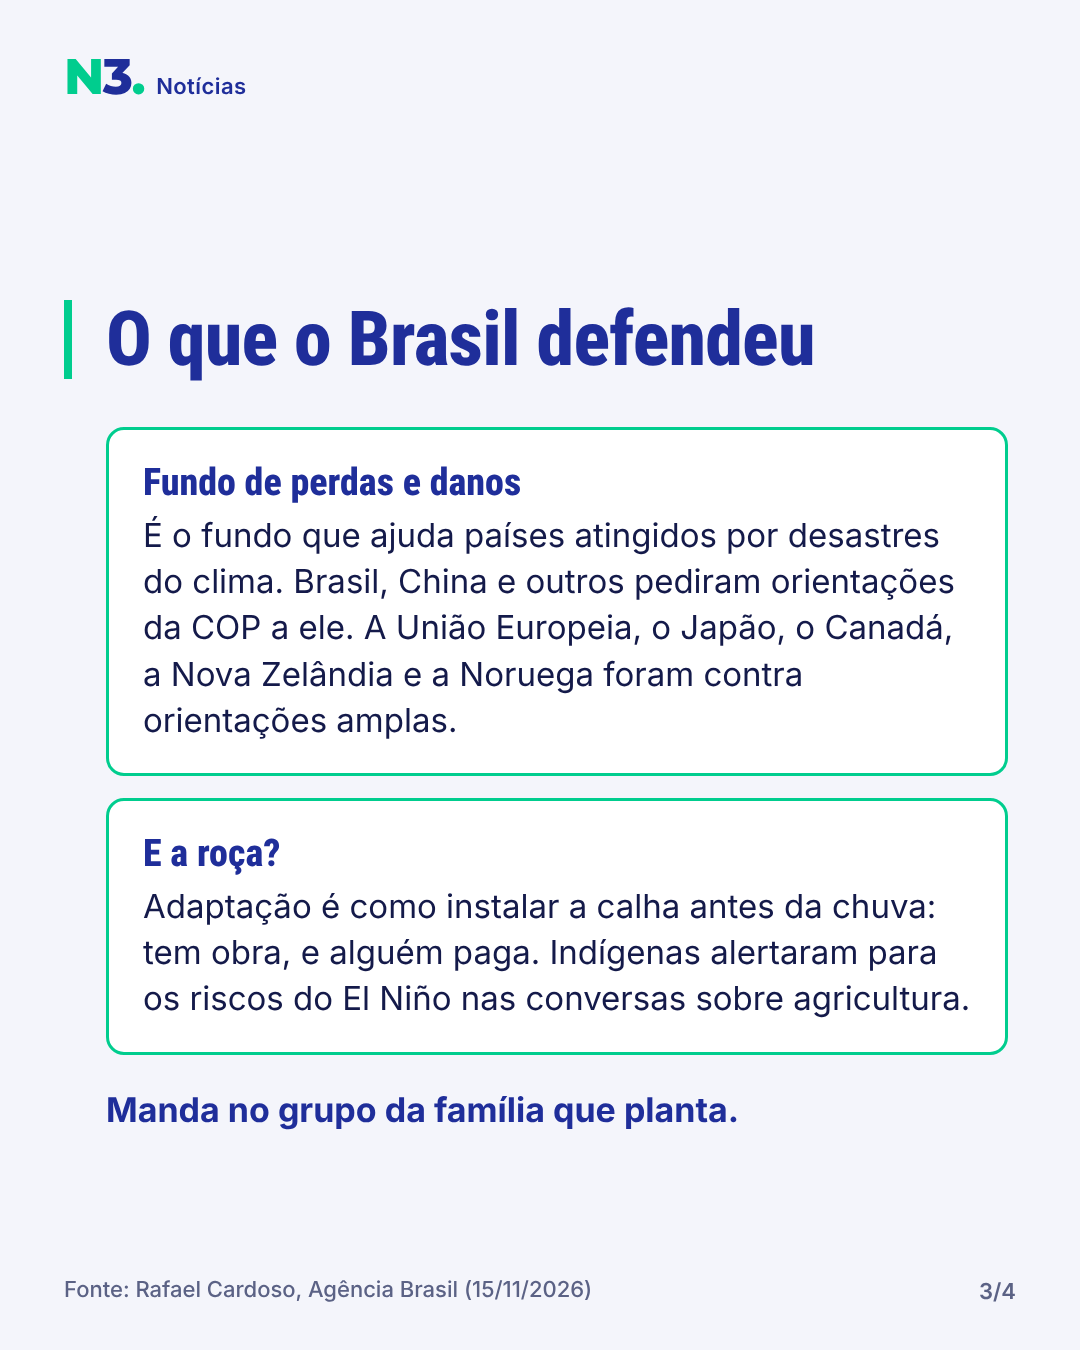 N3. Notícias
O que o Brasil defendeu
Fundo de perdas e danos
É o fundo que ajuda países atingidos por desastres
do clima. Brasil, China e outros pediram orientações
da COP a ele. A União Europeia, o Japão, o Canadá,
a Nova Zelândia e a Noruega foram contra
orientações amplas.
E a roça?
Adaptação é como instalar a calha antes da chuva:
tem obra, e alguém paga. Indígenas alertaram para
os riscos do El Niño nas conversas sobre agricultura.
Manda no grupo da família que planta.
Fonte: Rafael Cardoso, Agência Brasil (15/11/2026)
3/4